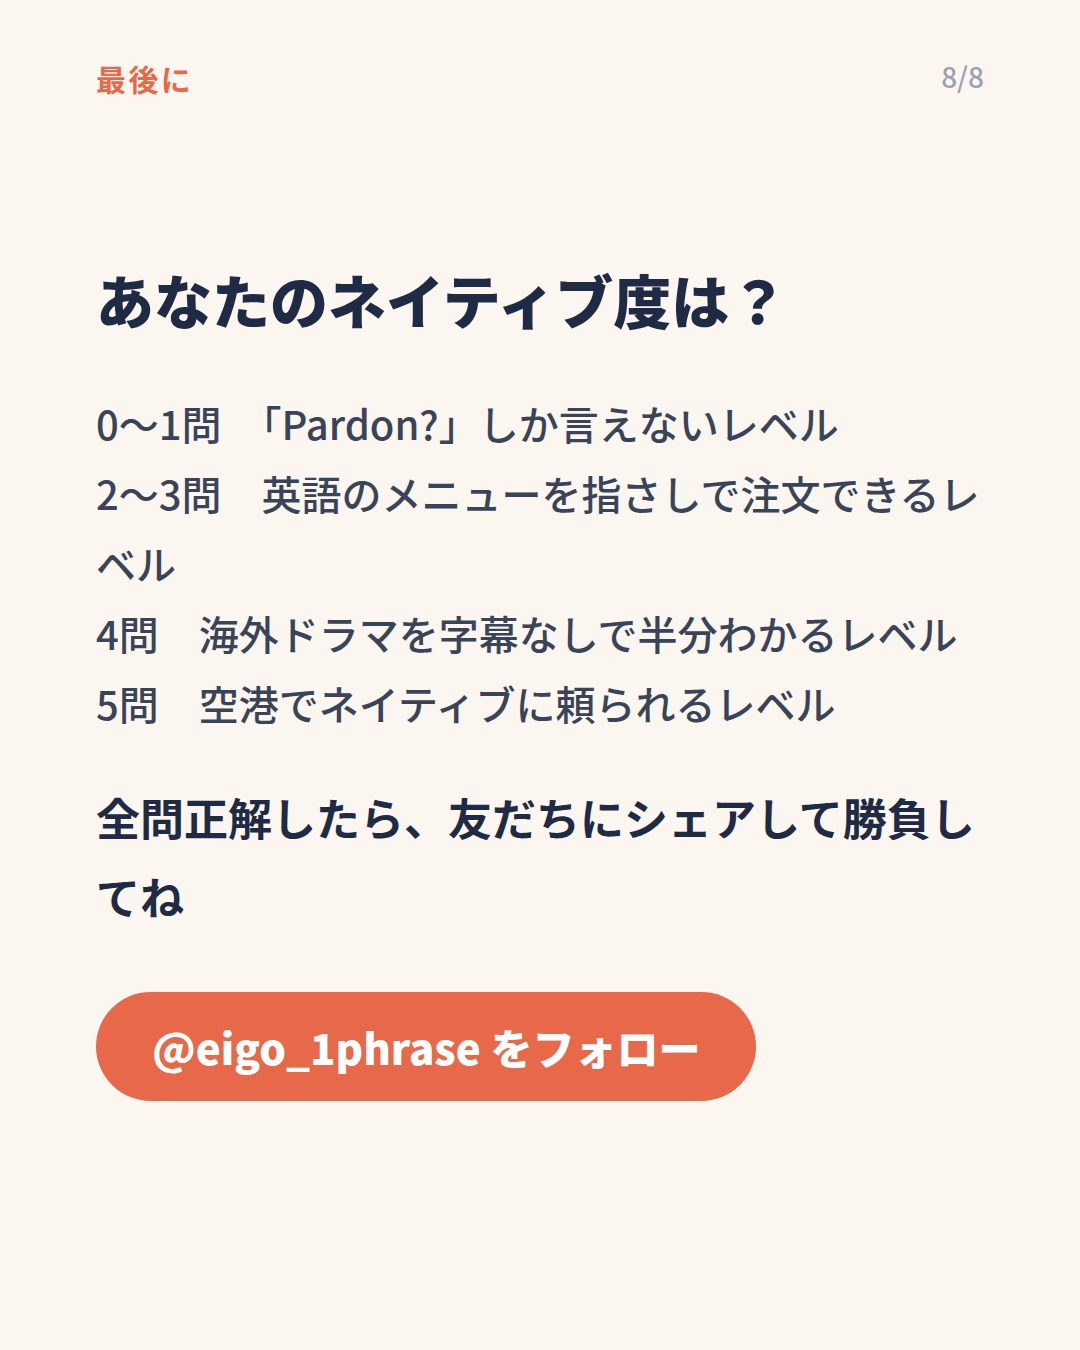 最後に
8/8
あなたのネイティブ度は？
0〜1問　「Pardon?」しか言えないレベル
2〜3問　英語のメニューを指さしで注文できるレ
ベル
4問　海外ドラマを字幕なしで半分わかるレベル
5問　空港でネイティブに頼られるレベル
全問正解したら、友だちにシェアして勝負し
てね
@eigo_1phrase をフォロー